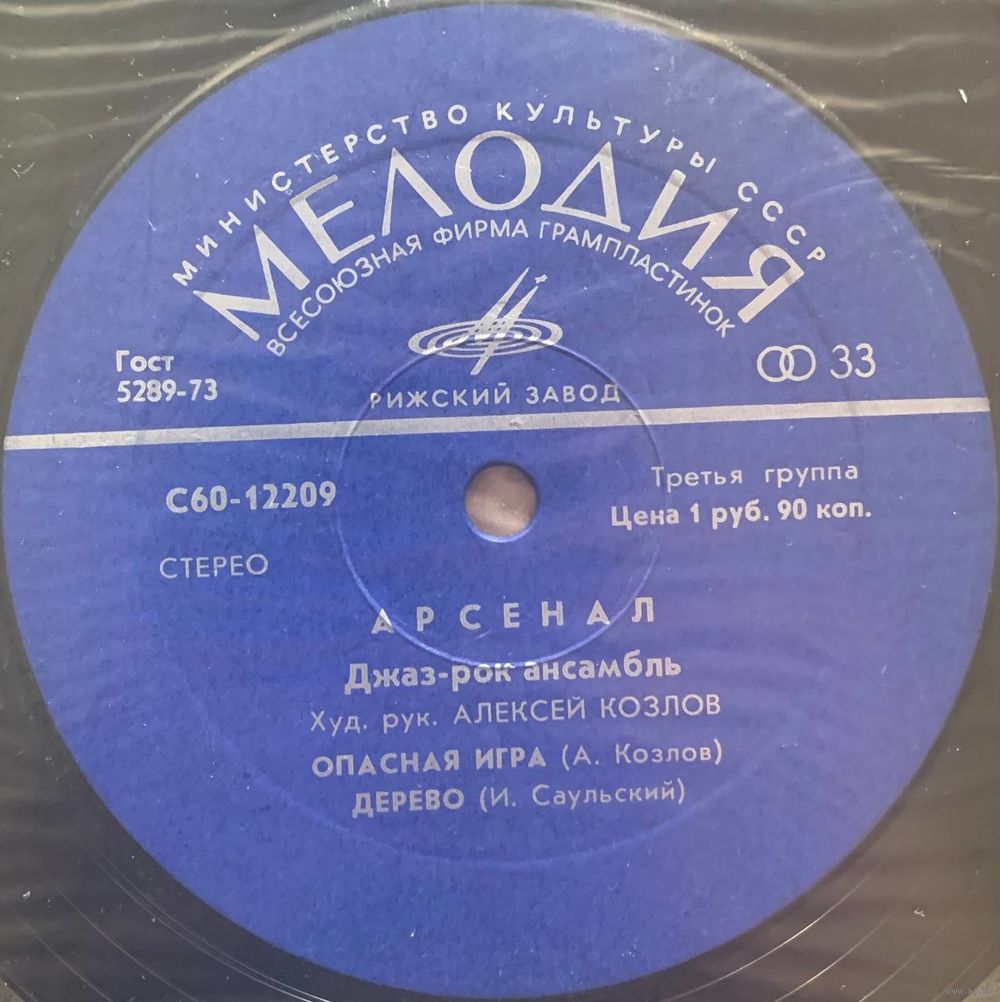 МИНИСТЕРСТВО КУЛЬТУРЫ СССР
МЕЛОДИЯ
ВСЕСОЮЗНАЯ ФИРМА ГРАМПЛАСТИНОК
Гост
5289-73
33
РИЖСКИЙ ЗАВОД
С60-12209
Третья группа
Цена 1 руб. 90 коп.
СТЕРЕО
АРСЕНАЛ
Джаз-рок ансамбль
Худ. рук. АЛЕКСЕЙ КОЗЛОВ
ОПАСНАЯ ИГРА (А. Козлов)
ДЕРЕВО (И. Саульский)